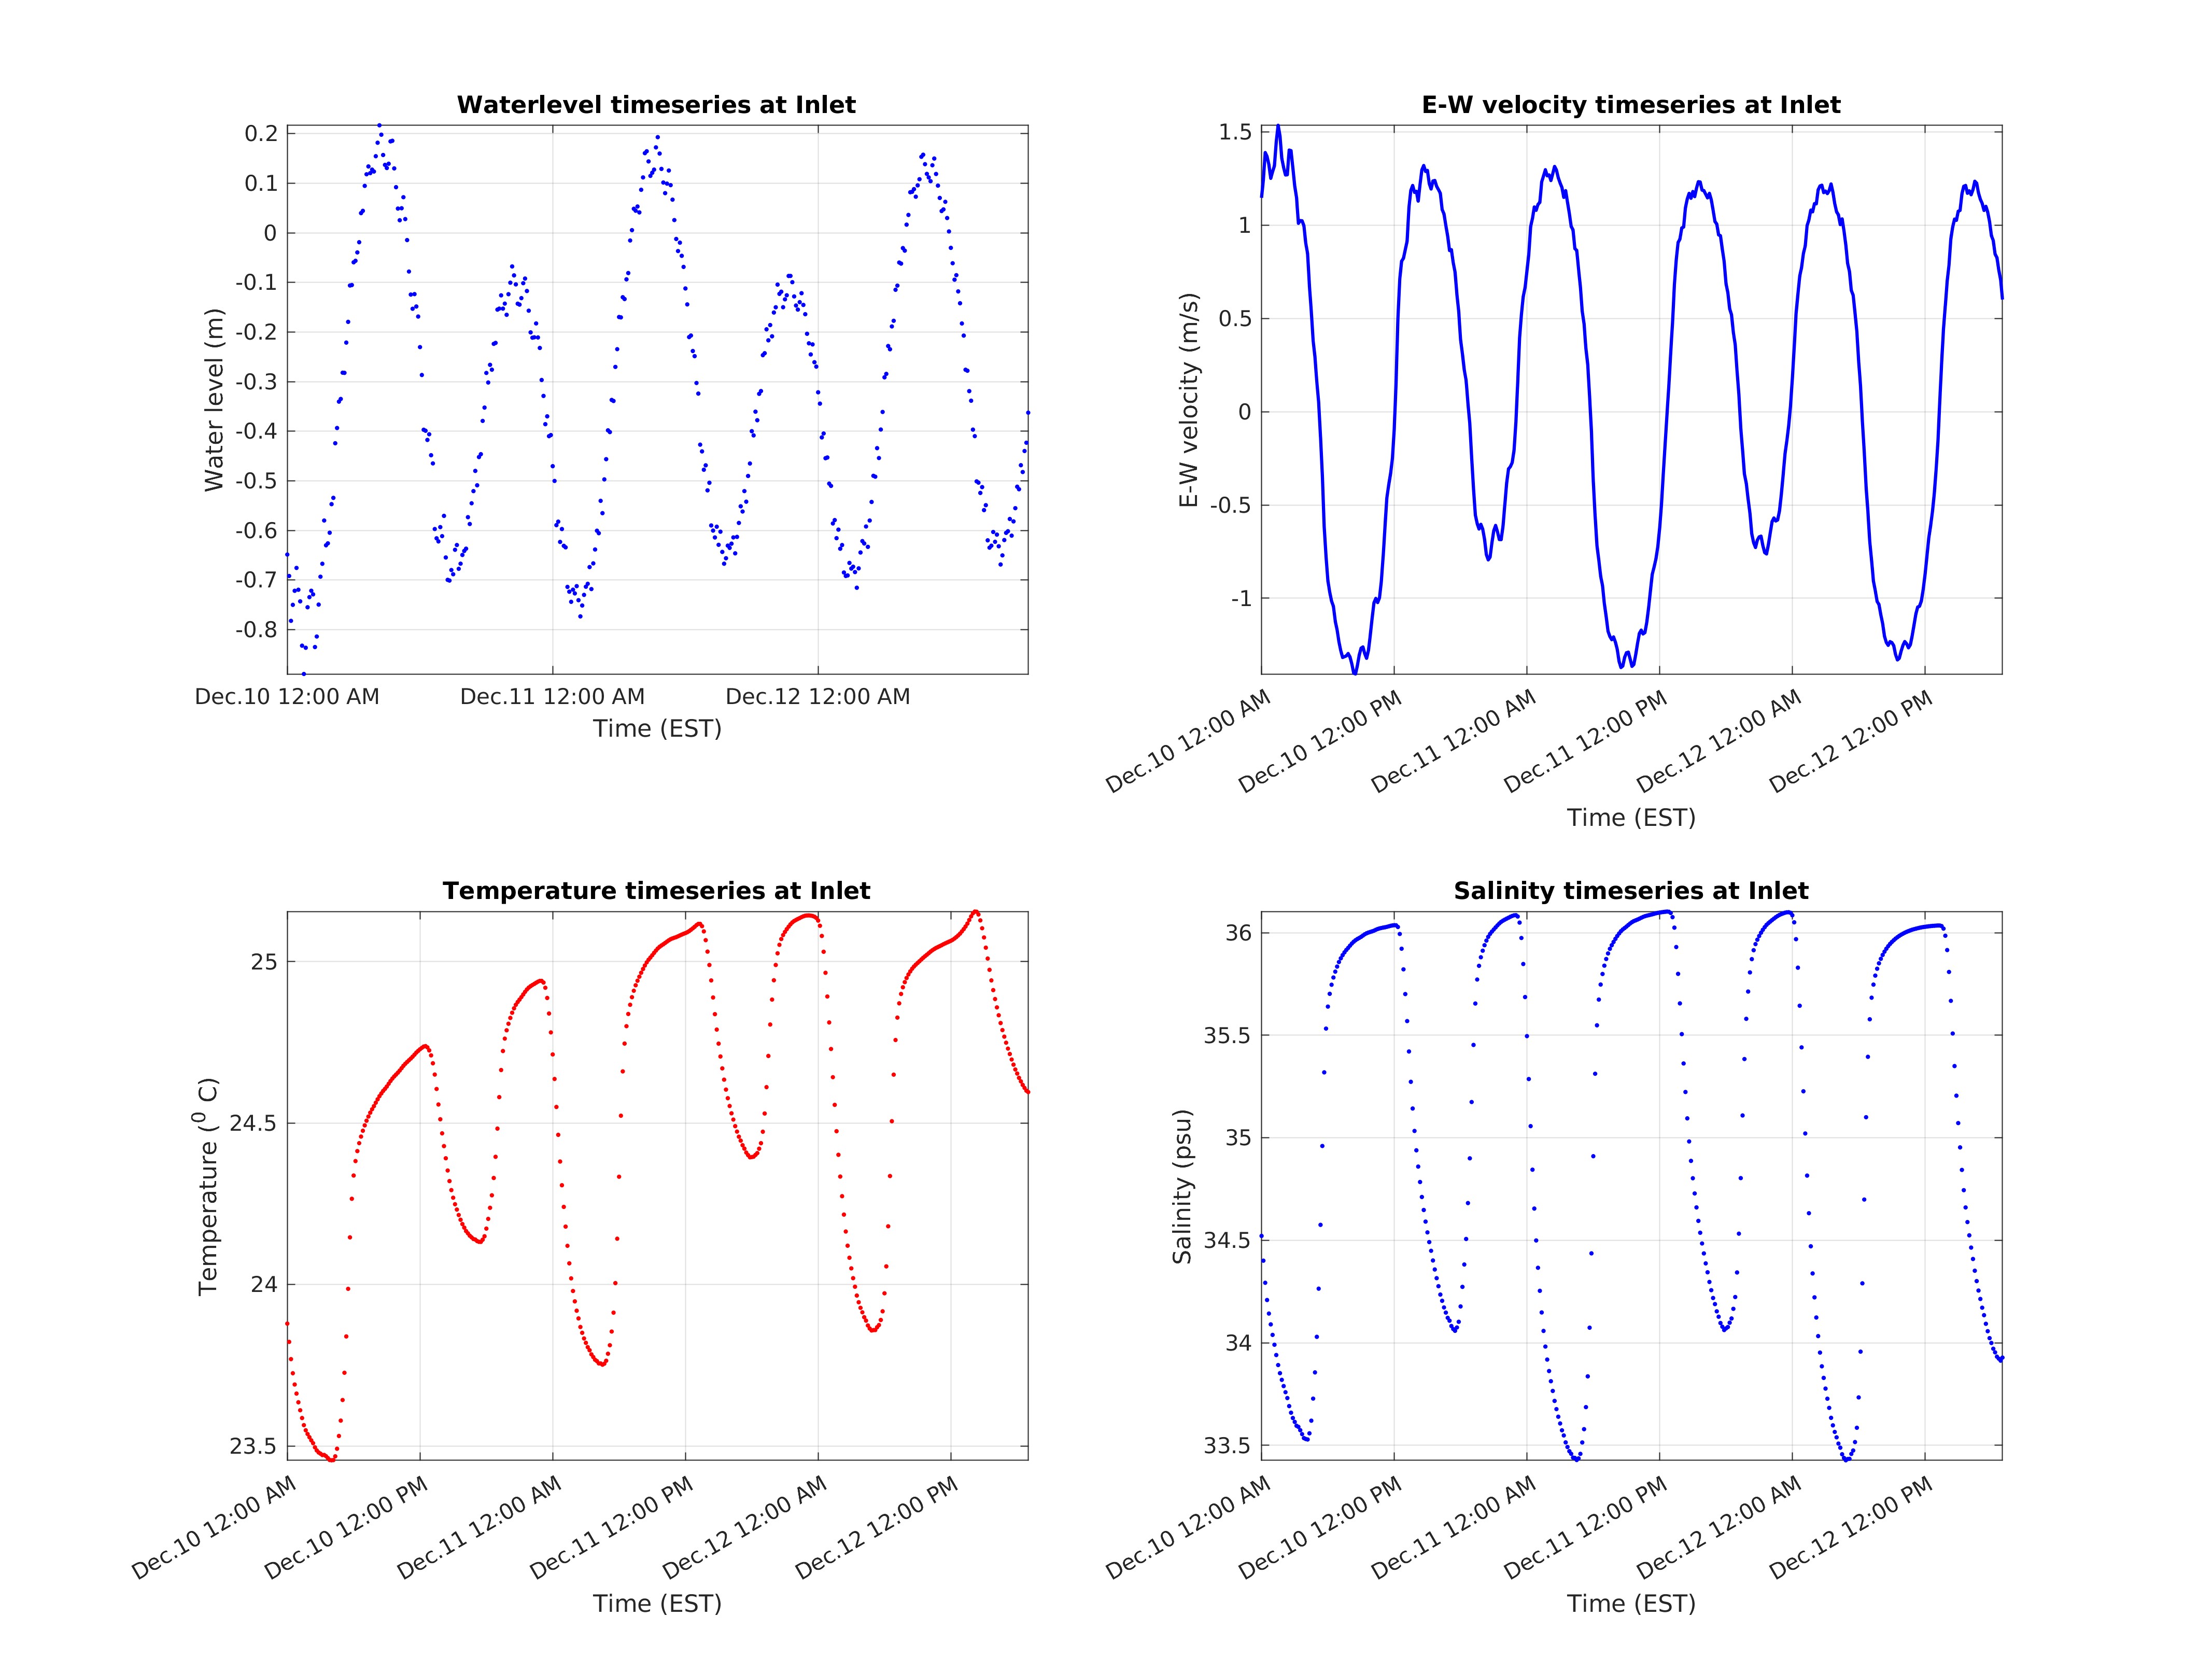 Waterlevel timeseries at Inlet
0.2
0.1
0
-0.1
-0.2
-0.3
-0.4
-0.5
-0.6
-0.7
-0.8
Water level (m)
Dec.10 12:00 AM
Dec.11 12:00 AM
Dec.12 12:00 AM
Time (EST)
E-W velocity timeseries at Inlet
1.5
1
0.5
0
-0.5
-1
E-W velocity (m/s)
Dec.10 12:00 AM
Dec.10 12:00 PM
Dec.11 12:00 AM
Dec.11 12:00 PM
Dec.12 12:00 AM
Dec.12 12:00 PM
Time (EST)
Temperature timeseries at Inlet
25
24.5
24
23.5
Temperature (⁰ C)
Dec.10 12:00 AM
Dec.10 12:00 PM
Dec.11 12:00 AM
Dec.11 12:00 PM
Dec.12 12:00 AM
Dec.12 12:00 PM
Time (EST)
Salinity timeseries at Inlet
36
35.5
35
34.5
34
33.5
Salinity (psu)
Dec.10 12:00 AM
Dec.10 12:00 PM
Dec.11 12:00 AM
Dec.11 12:00 PM
Dec.12 12:00 AM
Dec.12 12:00 PM
Time (EST)